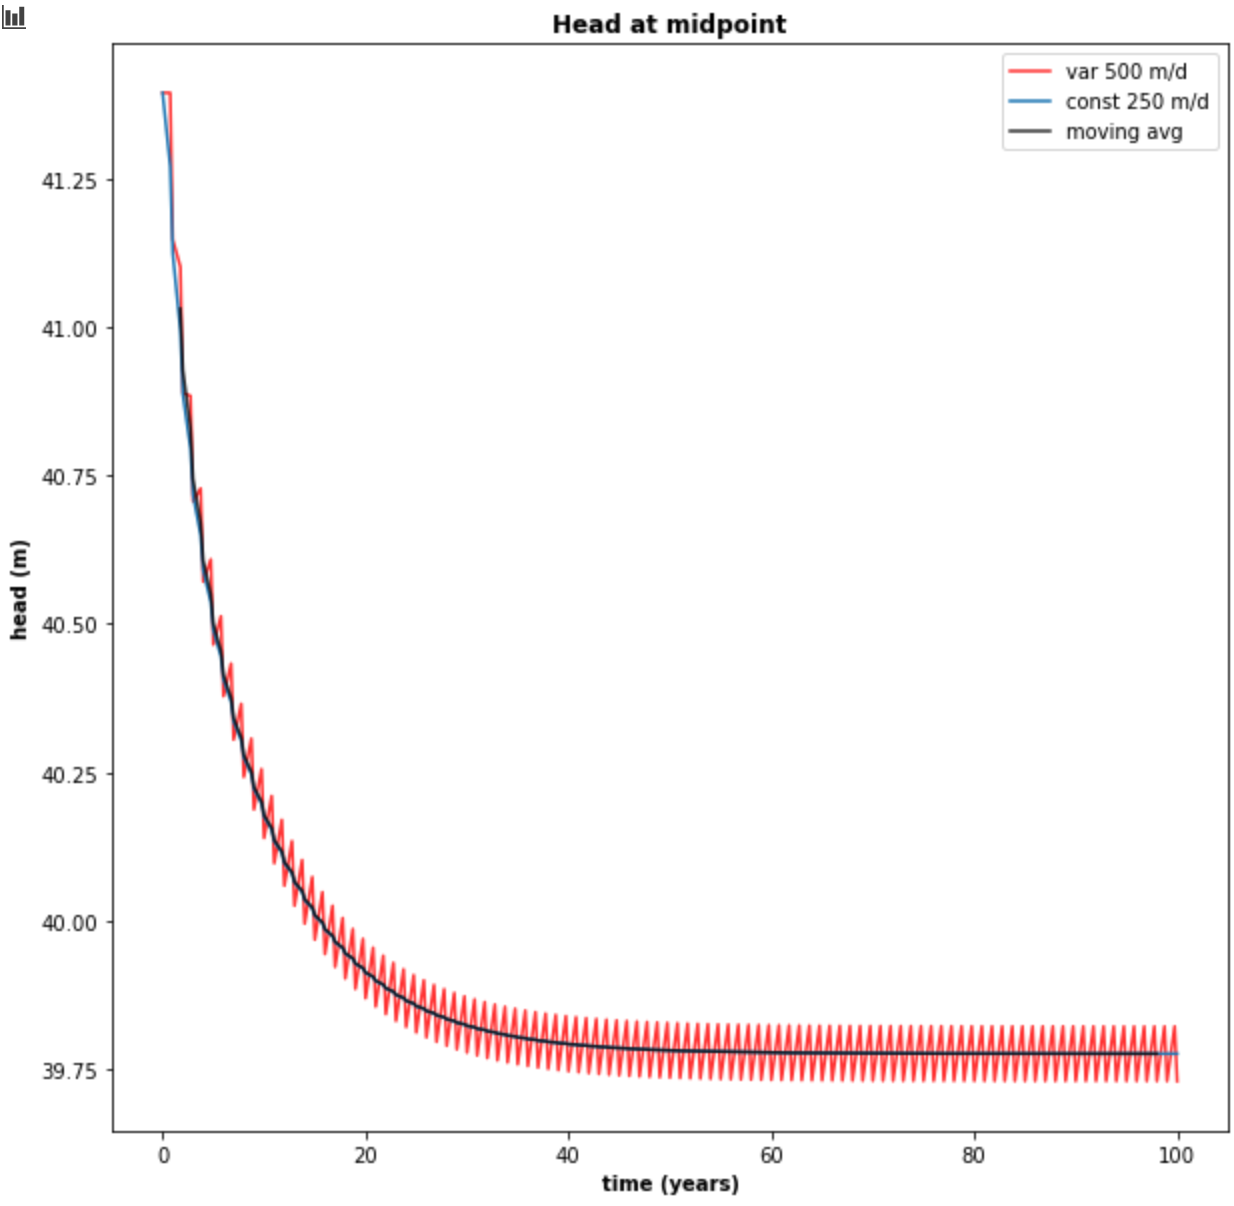 Head at midpoint
var 500 m/d
const 250 m/d
moving avg
41.25
41.00
40.75
40.50
40.25
40.00
39.75
head (m)
0 20 40 60 80 100
time (years)